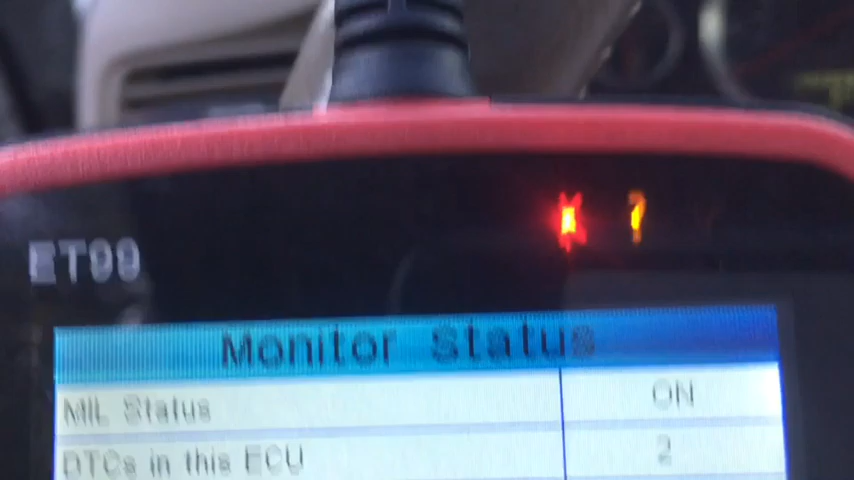 ET99
Monitor Status
MIL Status ON
DTCs in this ECU 2